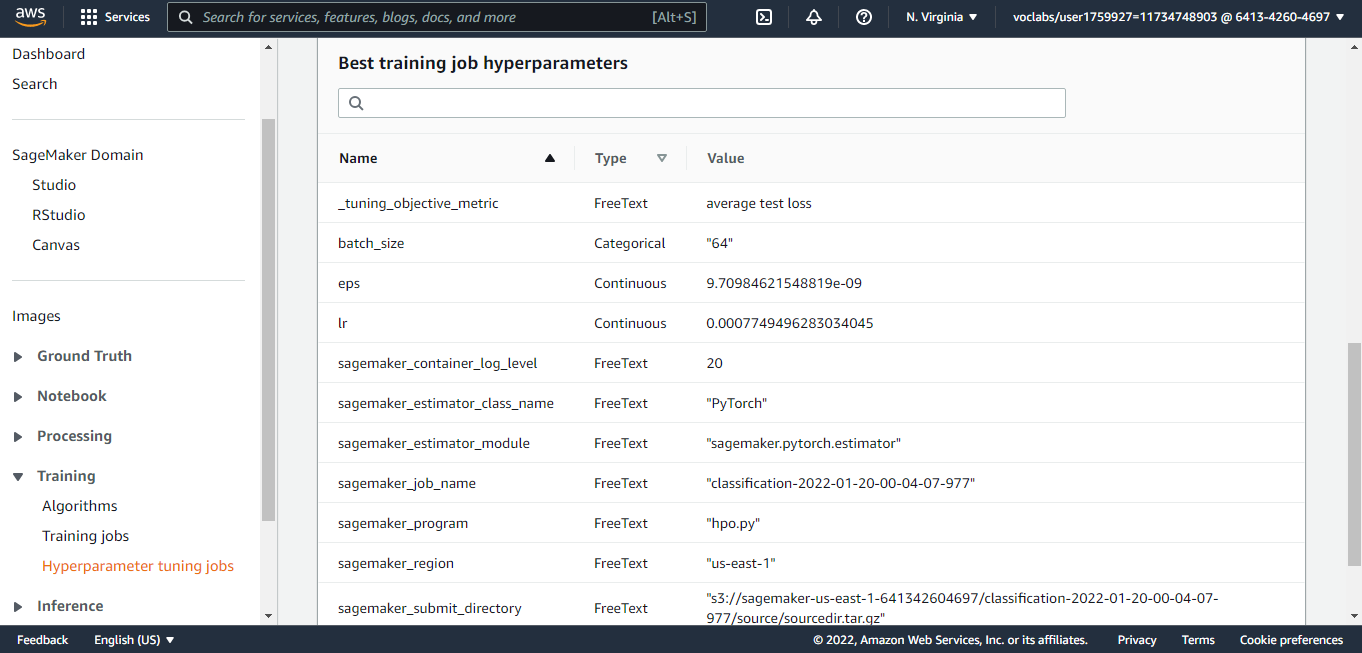 aws
Services
Search for services, features, blogs, docs, and more [Alt+S]
N. Virginia
voclabs/user1759927=11734748903 @ 6413-4260-4697
Dashboard
Search
SageMaker Domain
Studio
RStudio
Canvas
Images
Ground Truth
Notebook
Processing
Training
Algorithms
Training jobs
Hyperparameter tuning jobs
Inference
Best training job hyperparameters
Name Type Value
_tuning_objective_metric FreeText average test loss
batch_size Categorical "64"
eps Continuous 9.70984621548819e-09
lr Continuous 0.0007749496283034045
sagemaker_container_log_level FreeText 20
sagemaker_estimator_class_name FreeText "PyTorch"
sagemaker_estimator_module FreeText "sagemaker.pytorch.estimator"
sagemaker_job_name FreeText "classification-2022-01-20-00-04-07-977"
sagemaker_program FreeText "hpo.py"
sagemaker_region FreeText "us-east-1"
sagemaker_submit_directory FreeText "s3://sagemaker-us-east-1-641342604697/classification-2022-01-20-00-04-07-
977/source/sourcedir.tar.gz"
Feedback English (US)
© 2022, Amazon Web Services, Inc. or its affiliates. Privacy Terms Cookie preferences